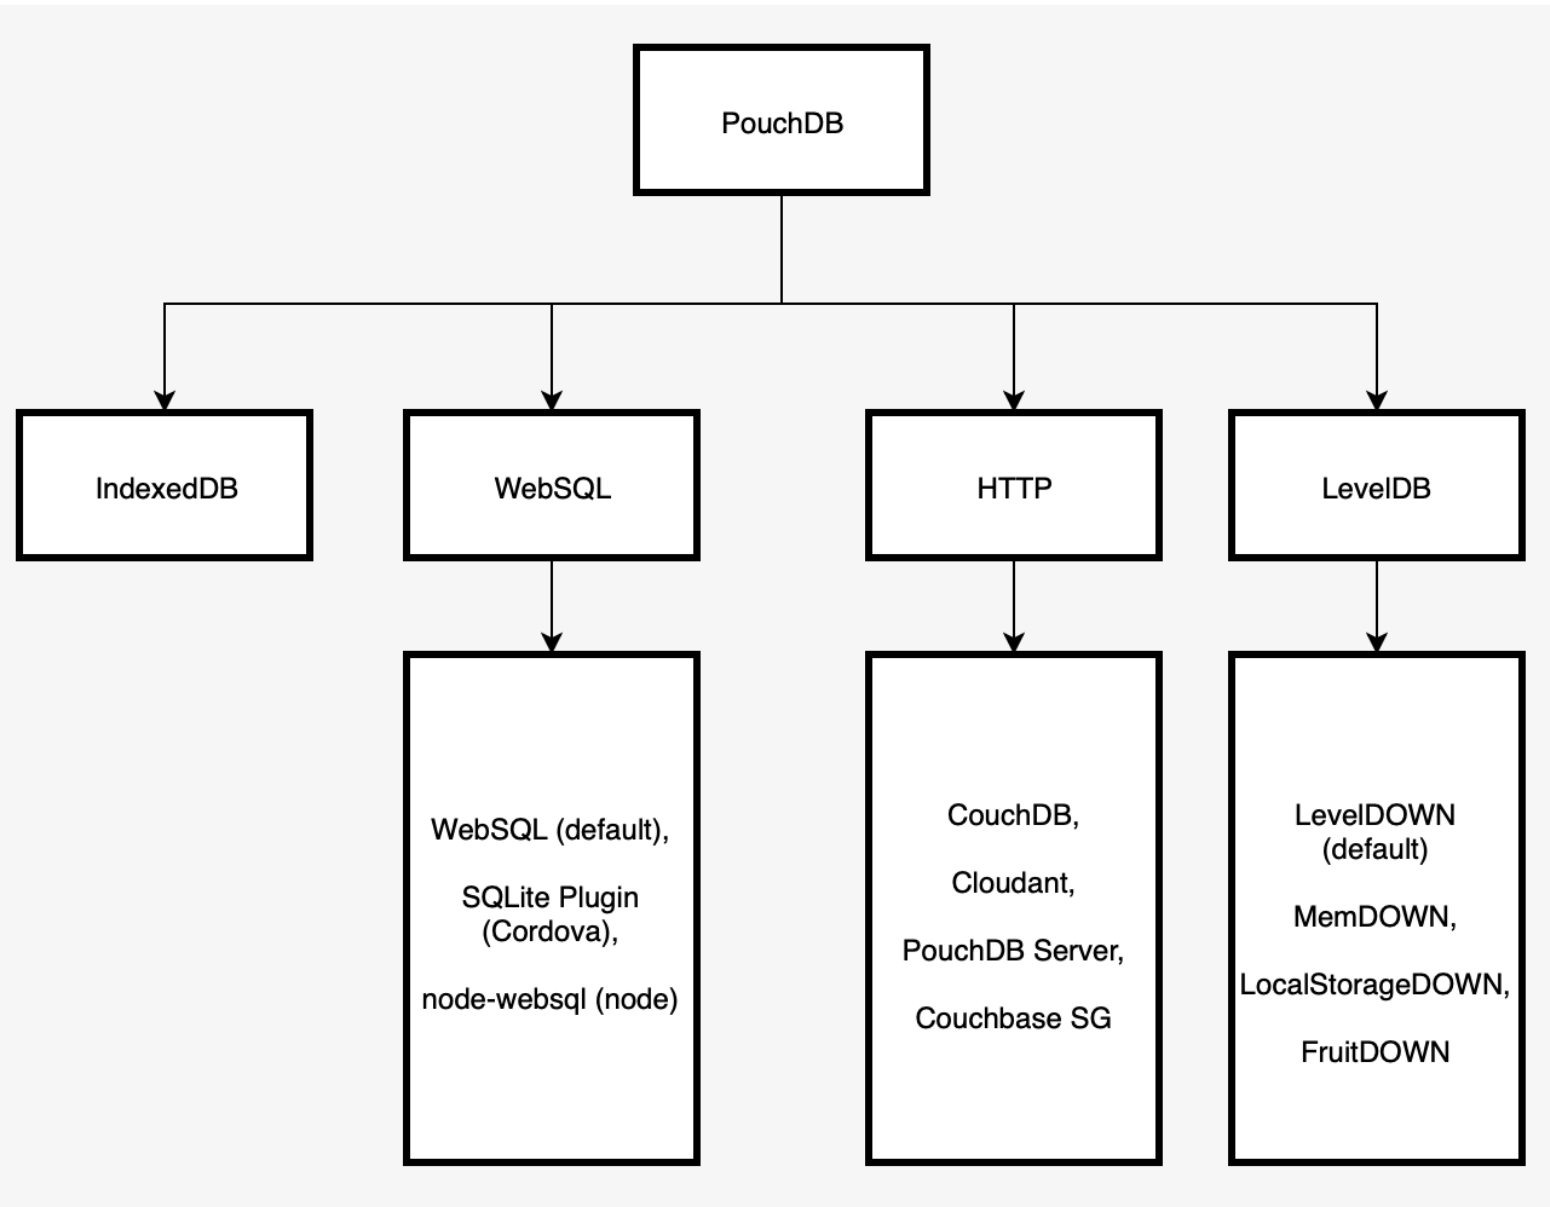 PouchDB
IndexedDB
WebSQL
HTTP
LevelDB
WebSQL (default),
SQLite Plugin
(Cordova),
node-websql (node)
CouchDB,
Cloudant,
PouchDB Server,
Couchbase SG
LevelDOWN
(default)
MemDOWN,
LocalStorageDOWN,
FruitDOWN